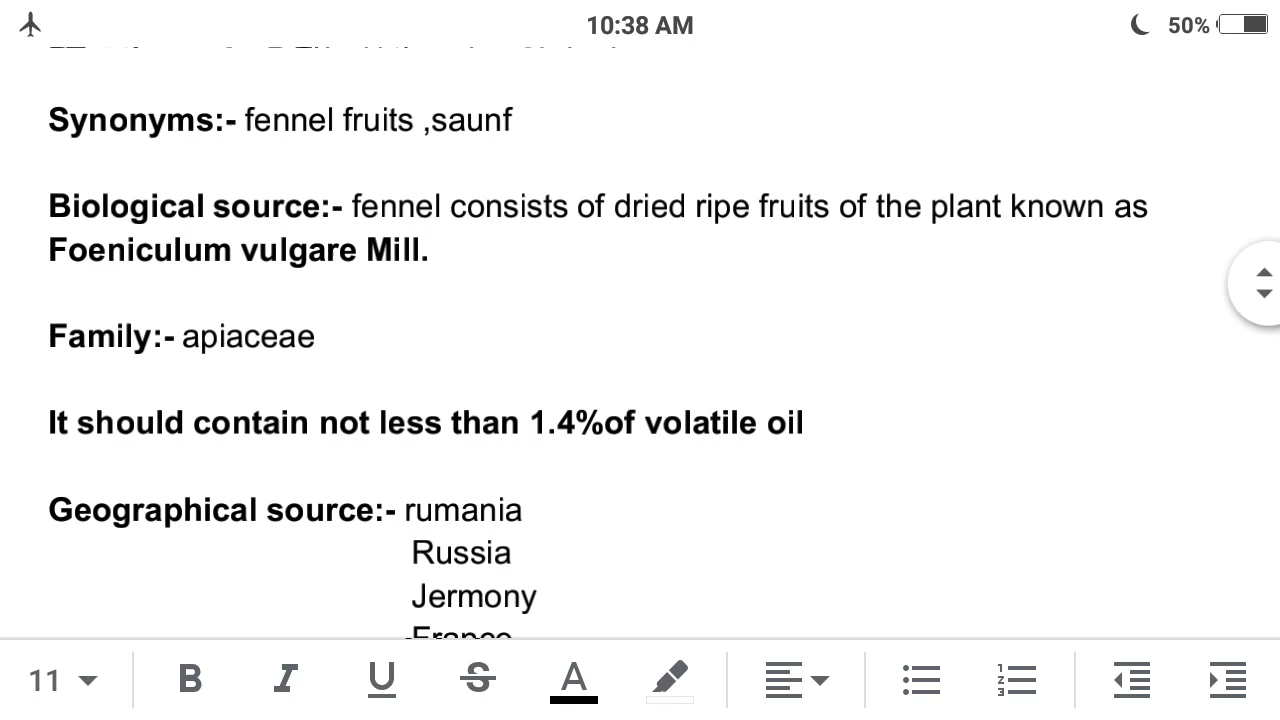 10:38 AM
50%
Synonyms:- fennel fruits ,saunf
Biological source:- fennel consists of dried ripe fruits of the plant known as
Foeniculum vulgare Mill.
Family:- apiaceae
It should contain not less than 1.4%of volatile oil
Geographical source:- rumania
Russia
Jermony
France
11 B I U S A